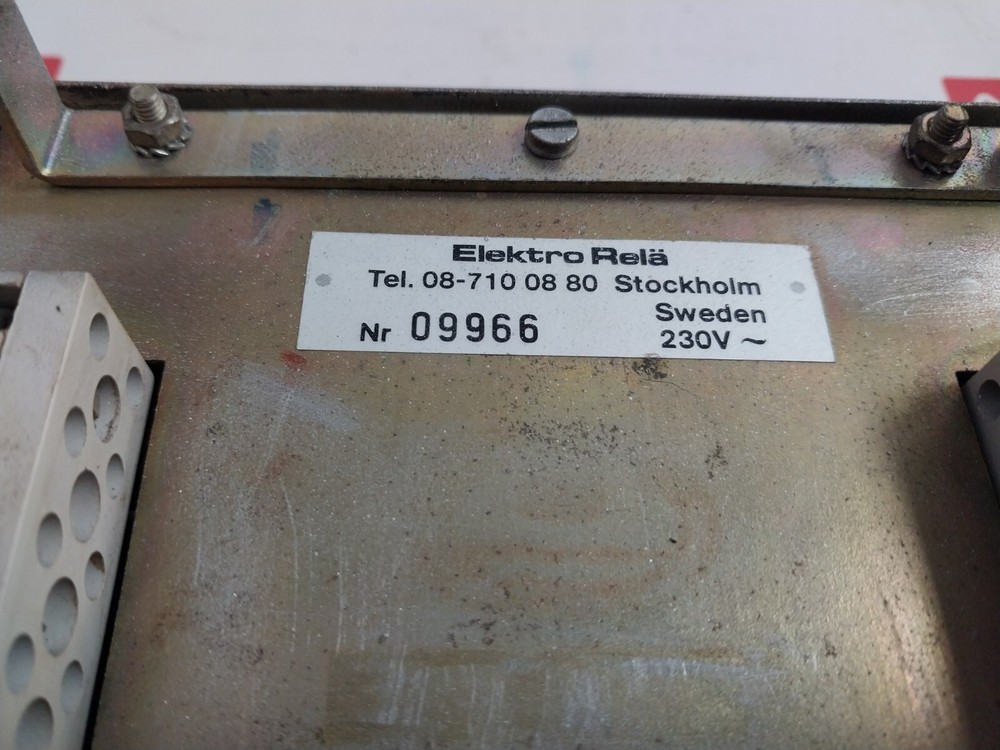 Elektro Relä
Tel. 08-710 08 80 Stockholm
Sweden
Nr 09966
230V ~